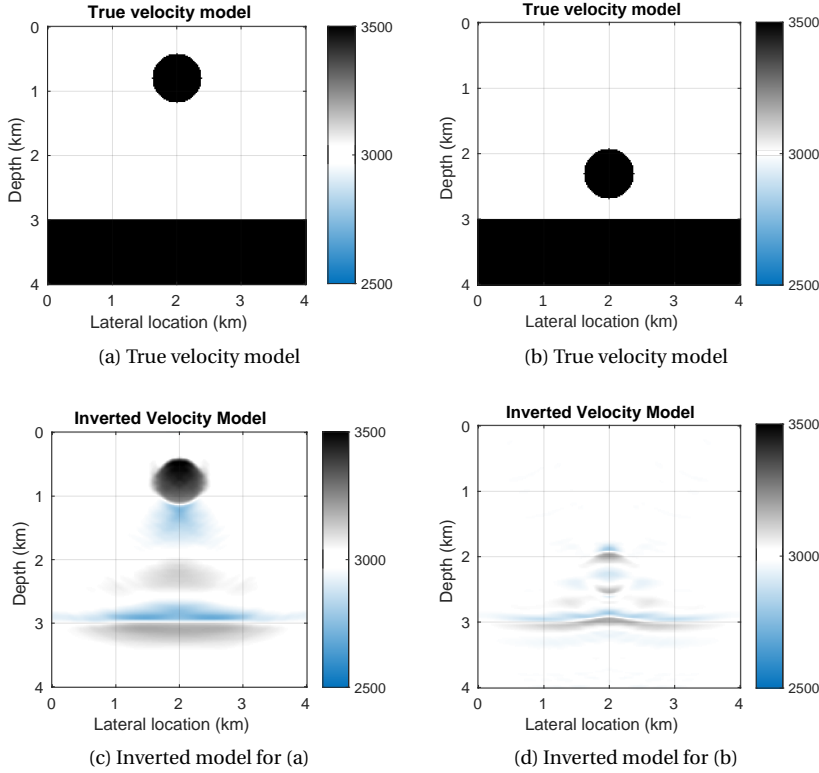 True velocity model
0
1
2
3
4
Depth (km)
0 1 2 3 4
Lateral location (km)
3500
3000
2500
(a) True velocity model
True velocity model
0
1
2
3
4
Depth (km)
0 1 2 3 4
Lateral location (km)
3500
3000
2500
(b) True velocity model
Inverted Velocity Model
0
1
2
3
4
Depth (km)
0 1 2 3 4
Lateral location (km)
3500
3000
2500
(c) Inverted model for (a)
Inverted Velocity Model
0
1
2
3
4
Depth (km)
0 1 2 3 4
Lateral location (km)
3500
3000
2500
(d) Inverted model for (b)